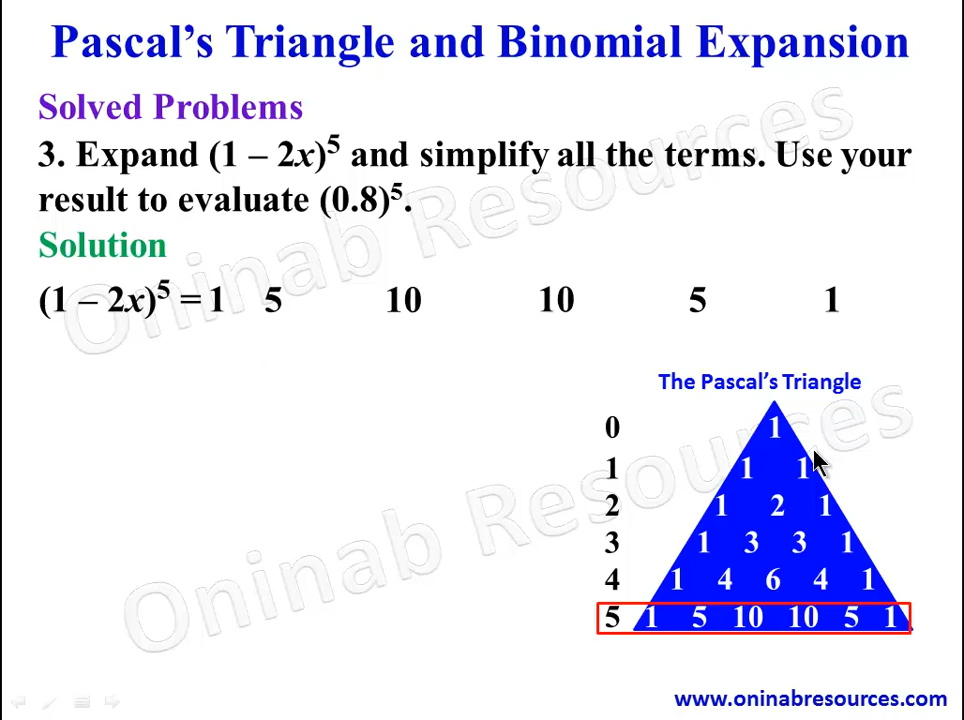 Pascal's Triangle and Binomial Expansion
Solved Problems
3. Expand (1 – 2x)⁵ and simplify all the terms. Use your
result to evaluate (0.8)⁵.
Solution
(1 – 2x)⁵ = 1 5 10 10 5 1
The Pascal's Triangle
0 1
1 1 1
2 1 2 1
3 1 3 3 1
4 1 4 6 4 1
5 1 5 10 10 5 1
www.oninabresources.com
Oninab Resources
Oninab Resources